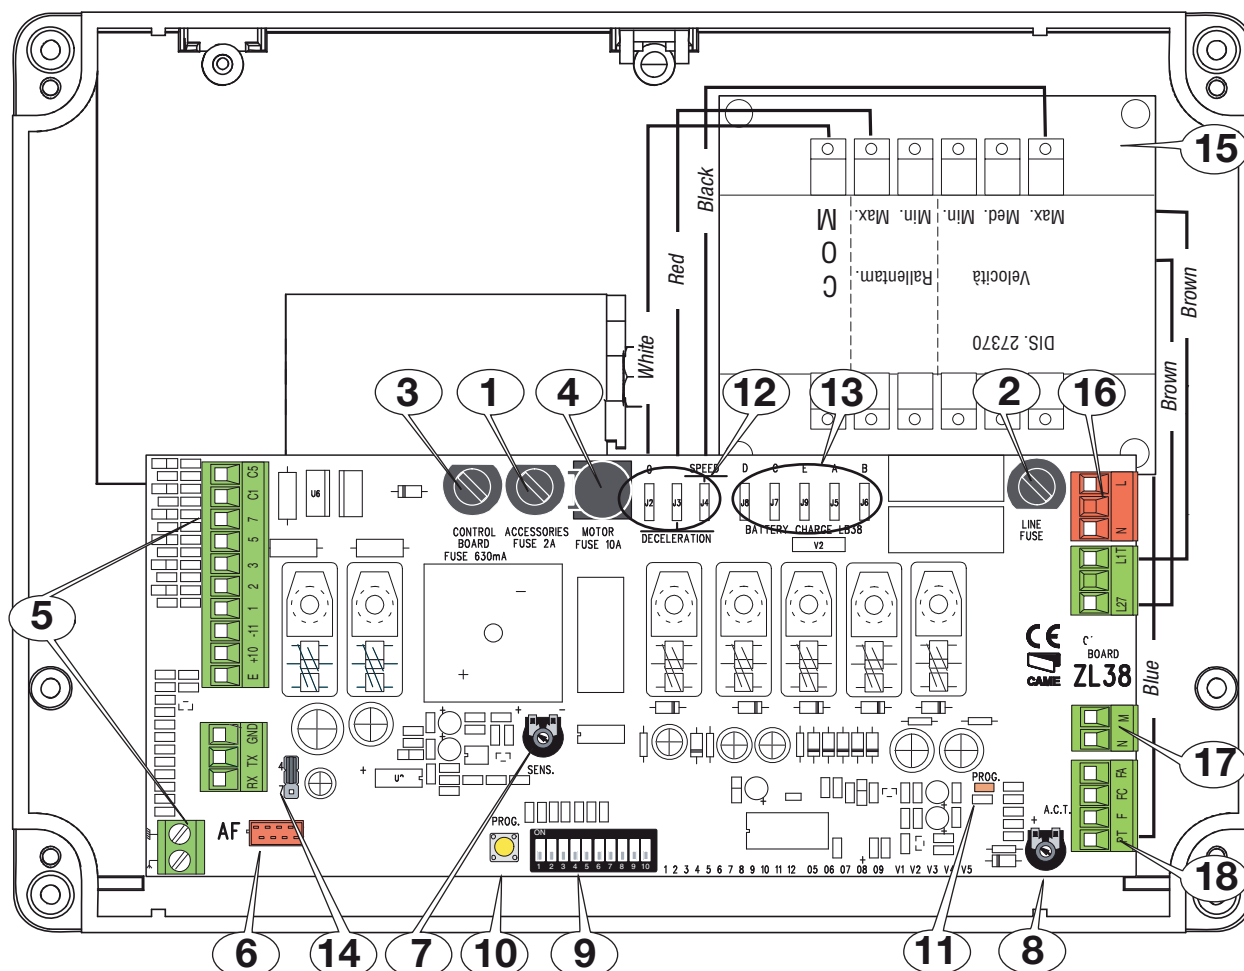 15
Black
Red
White
Brown
Brown
Blue
COM
Max.
Min.
Min.
Med.
Max.
Rallentam.
Velocità
DIS. 27370
3
1
4
12
13
2
16
0
SPEED
D C E A B
J2 J3 J4
J8 J7 J9 J5 J6
DECELERATION
BATTERY CHARGE LB38
V2
CONTROL BOARD FUSE 630mA
ACCESSORIES FUSE 2A
MOTOR FUSE 10A
LINE FUSE
U6
C5
C1
7
5
3
2
1
-11
+10
E
5
L
N
L1T
L27
CE
CAME
BOARD
ZL38
M
N
17
GND
TX
RX
SENS.
PROG.
A.C.T.
FA
FC
F
PT
18
AF
PROG.
ON
1 2 3 4 5 6 7 8 9 10
1 2 3 4 5 6 7 8 9 10 11 12 05 06 07 08 09 V1 V2 V3 V4 V5
6
14
7
10
9
11
8